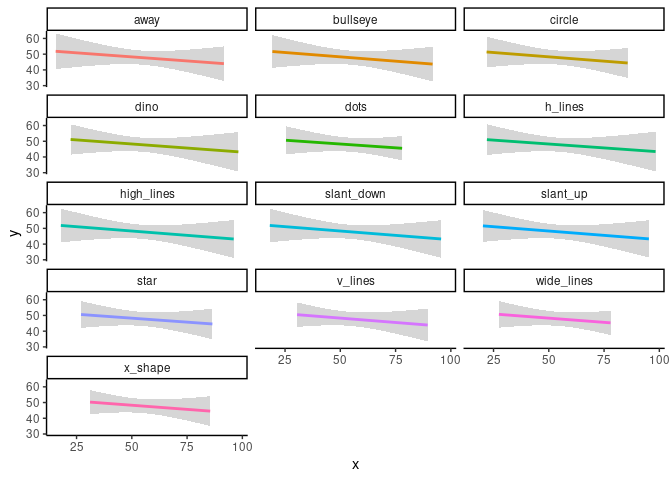 away bullseye circle
60
50
40
30
dino dots h_lines
60
50
40
30
high_lines slant_down slant_up
60
50
40
30
y
star v_lines wide_lines
60
50
40
30
25 50 75 100 25 50 75 100
x_shape
60
50
40
30
25 50 75 100
x